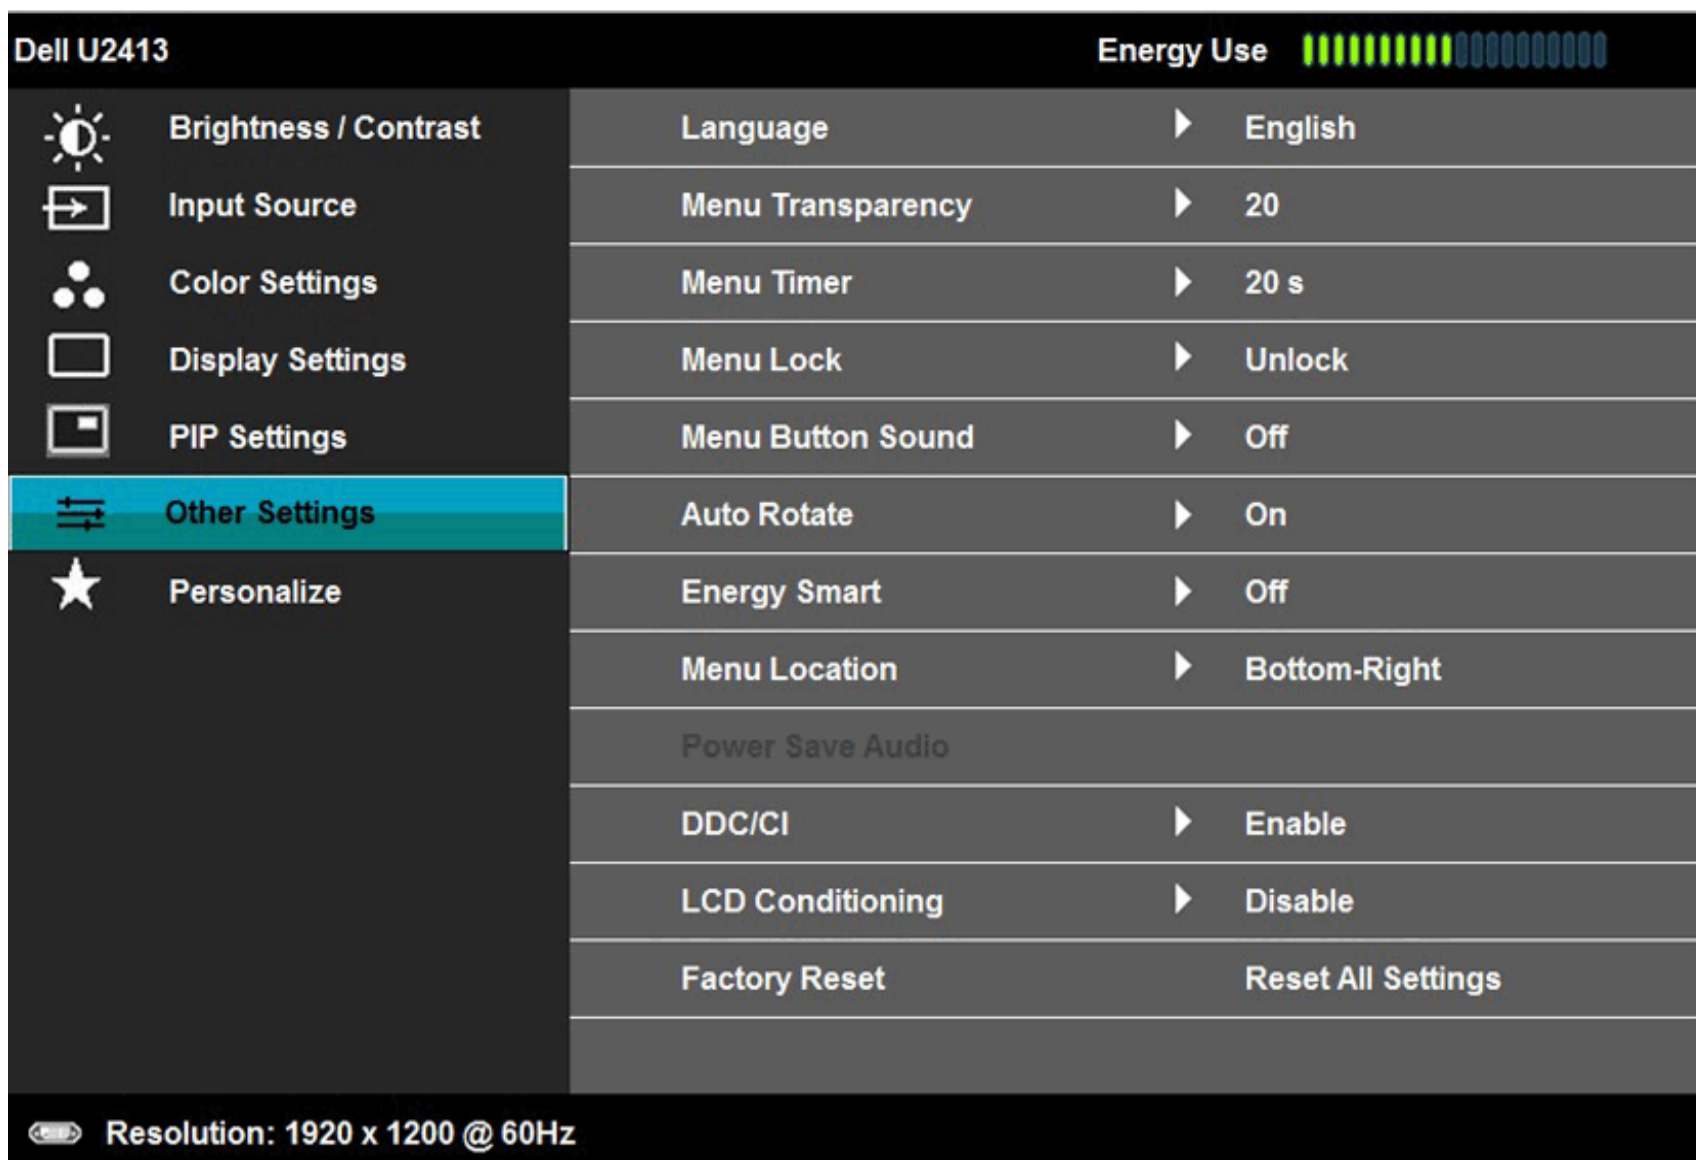 Dell U2413 Energy Use
Brightness / Contrast
Input Source
Color Settings
Display Settings
PIP Settings
Other Settings
Personalize
Language English
Menu Transparency 20
Menu Timer 20 s
Menu Lock Unlock
Menu Button Sound Off
Auto Rotate On
Energy Smart Off
Menu Location Bottom-Right
Power Save Audio
DDC/CI Enable
LCD Conditioning Disable
Factory Reset Reset All Settings
Resolution: 1920 x 1200 @ 60Hz